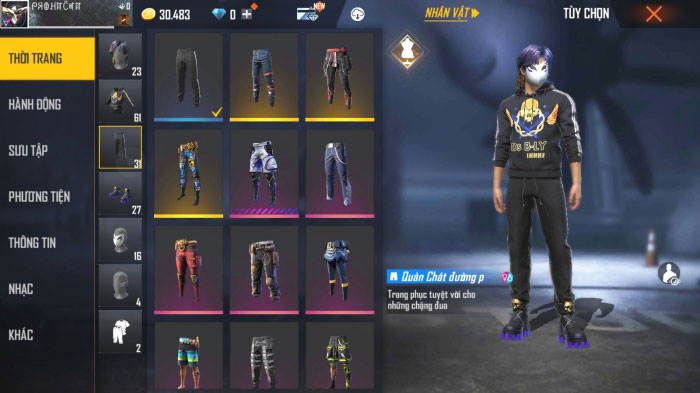 30.483
0
NEW
NHÂN VẬT
TÙY CHỌN
0
THỜI TRANG
HÀNH ĐỘNG
SƯU TẬP
PHƯƠNG TIỆN
THÔNG TIN
NHẠC
KHÁC
23
61
31
27
16
4
2
B-LY
Quần Chất đường p
Trang phục tuyệt vời cho
những chặng đua